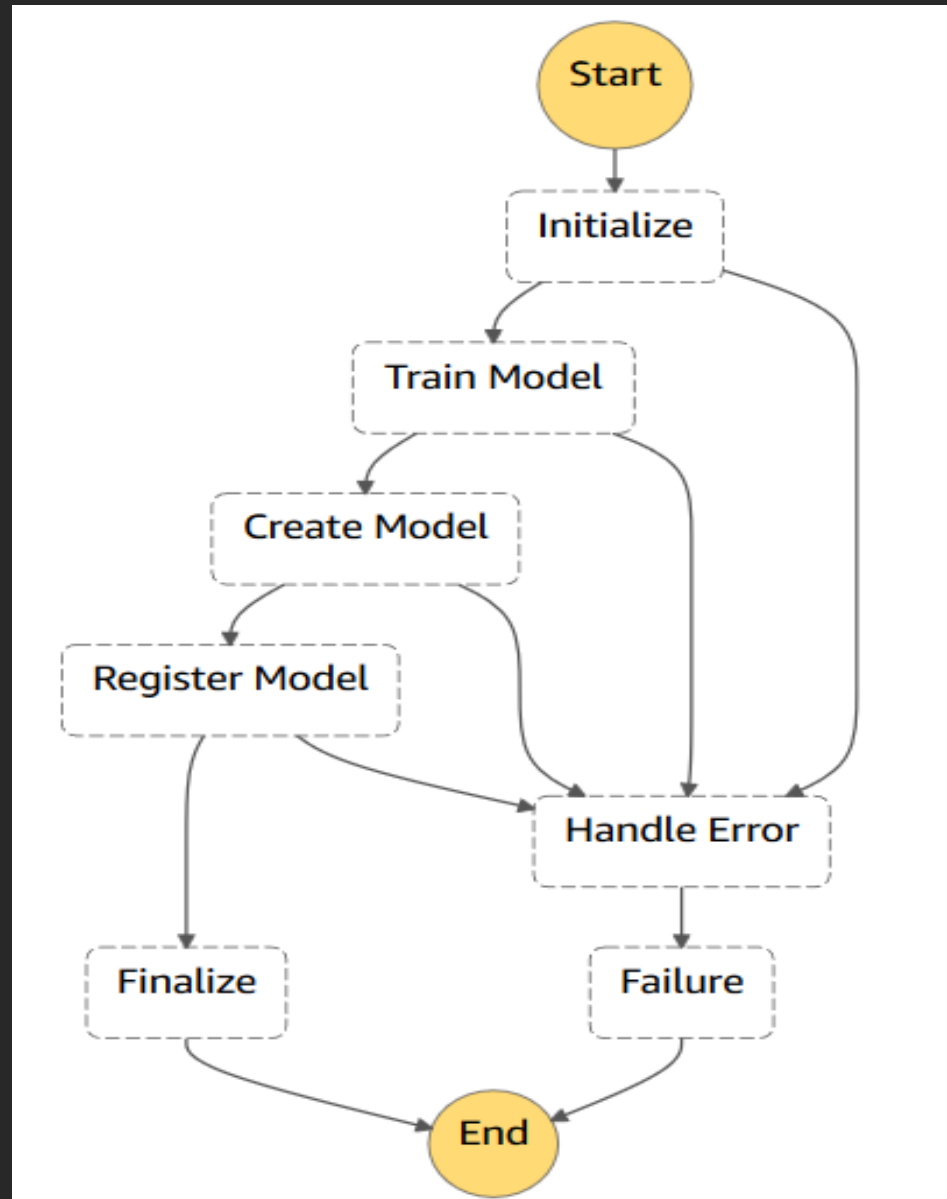 Start
Initialize
Train Model
Create Model
Register Model
Handle Error
Finalize
Failure
End